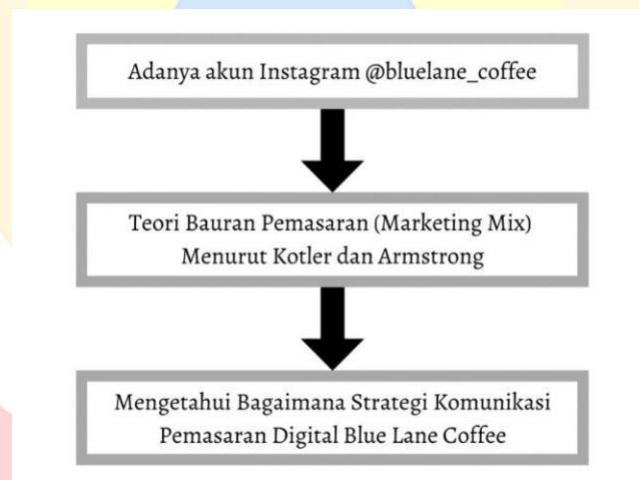 Adanya akun Instagram @bluelane_coffee
Teori Bauran Pemasaran (Marketing Mix)
Menurut Kotler dan Armstrong
Mengetahui Bagaimana Strategi Komunikasi
Pemasaran Digital Blue Lane Coffee